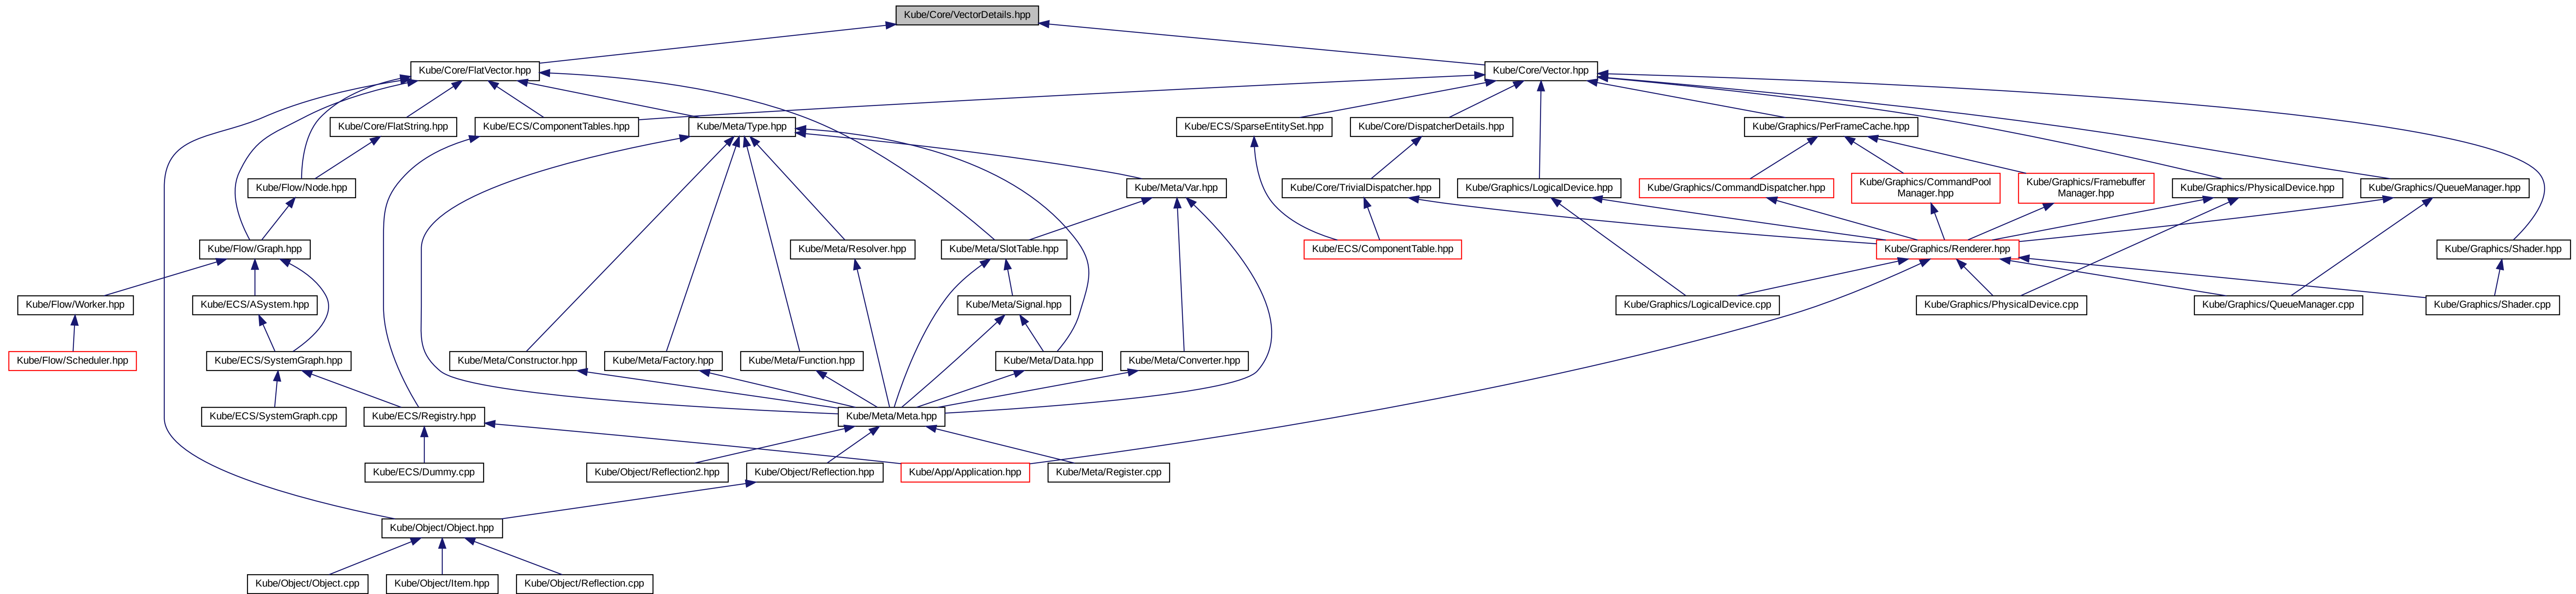 Kube/Core/VectorDetails.hpp
Kube/Core/FlatVector.hpp
Kube/Core/Vector.hpp
Kube/Core/FlatString.hpp
Kube/ECS/ComponentTables.hpp
Kube/Meta/Type.hpp
Kube/ECS/SparseEntitySet.hpp
Kube/Core/DispatcherDetails.hpp
Kube/Graphics/PerFrameCache.hpp
Kube/Flow/Node.hpp
Kube/Meta/Var.hpp
Kube/Core/TrivialDispatcher.hpp
Kube/Graphics/LogicalDevice.hpp
Kube/Graphics/CommandDispatcher.hpp
Kube/Graphics/CommandPool
Manager.hpp
Kube/Graphics/Framebuffer
Manager.hpp
Kube/Graphics/PhysicalDevice.hpp
Kube/Graphics/QueueManager.hpp
Kube/Flow/Graph.hpp
Kube/Meta/Resolver.hpp
Kube/Meta/SlotTable.hpp
Kube/ECS/ComponentTable.hpp
Kube/Graphics/Renderer.hpp
Kube/Graphics/Shader.hpp
Kube/Flow/Worker.hpp
Kube/ECS/ASystem.hpp
Kube/Meta/Signal.hpp
Kube/Graphics/LogicalDevice.cpp
Kube/Graphics/PhysicalDevice.cpp
Kube/Graphics/QueueManager.cpp
Kube/Graphics/Shader.cpp
Kube/Flow/Scheduler.hpp
Kube/ECS/SystemGraph.hpp
Kube/Meta/Constructor.hpp
Kube/Meta/Factory.hpp
Kube/Meta/Function.hpp
Kube/Meta/Data.hpp
Kube/Meta/Converter.hpp
Kube/ECS/SystemGraph.cpp
Kube/ECS/Registry.hpp
Kube/Meta/Meta.hpp
Kube/ECS/Dummy.cpp
Kube/Object/Reflection2.hpp
Kube/Object/Reflection.hpp
Kube/App/Application.hpp
Kube/Meta/Register.cpp
Kube/Object/Object.hpp
Kube/Object/Object.cpp
Kube/Object/Item.hpp
Kube/Object/Reflection.cpp